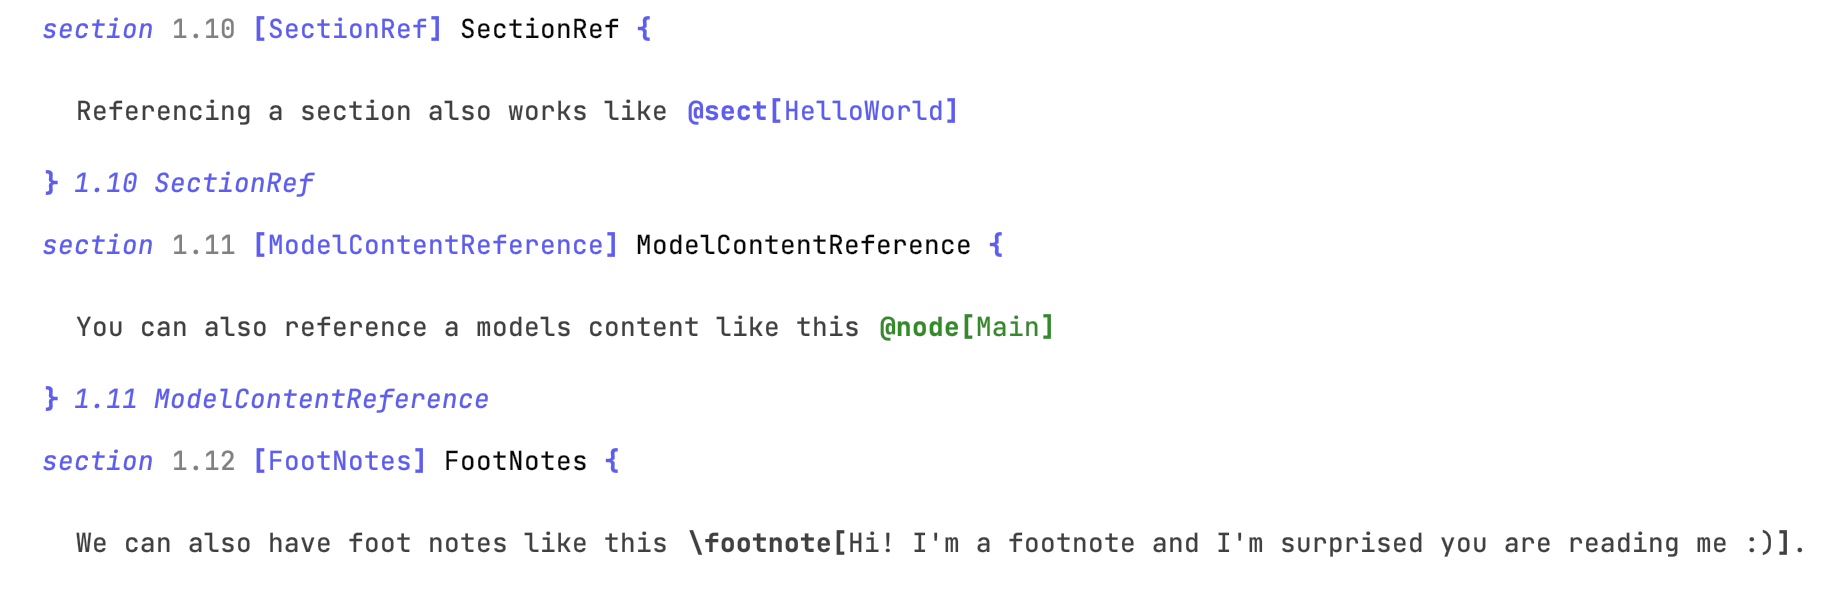 section 1.10 [SectionRef] SectionRef {
Referencing a section also works like @sect[HelloWorld]
} 1.10 SectionRef
section 1.11 [ModelContentReference] ModelContentReference {
You can also reference a models content like this @node[Main]
} 1.11 ModelContentReference
section 1.12 [FootNotes] FootNotes {
We can also have foot notes like this \footnote[Hi! I'm a footnote and I'm surprised you are reading me :)].